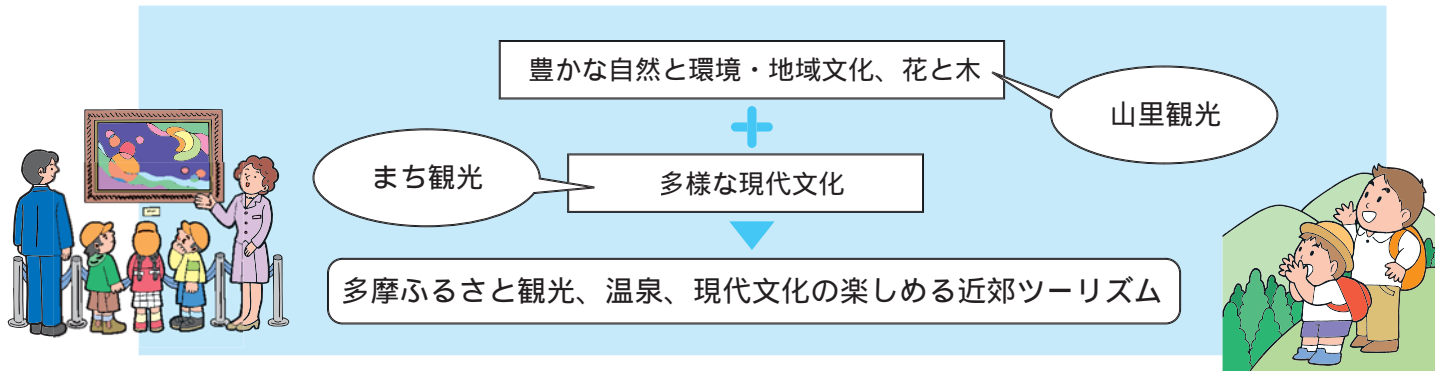 豊かな自然と環境・地域文化、花と木
山里観光
+
まち観光
多様な現代文化
多摩ふるさと観光、温泉、現代文化の楽しめる近郊ツーリズム